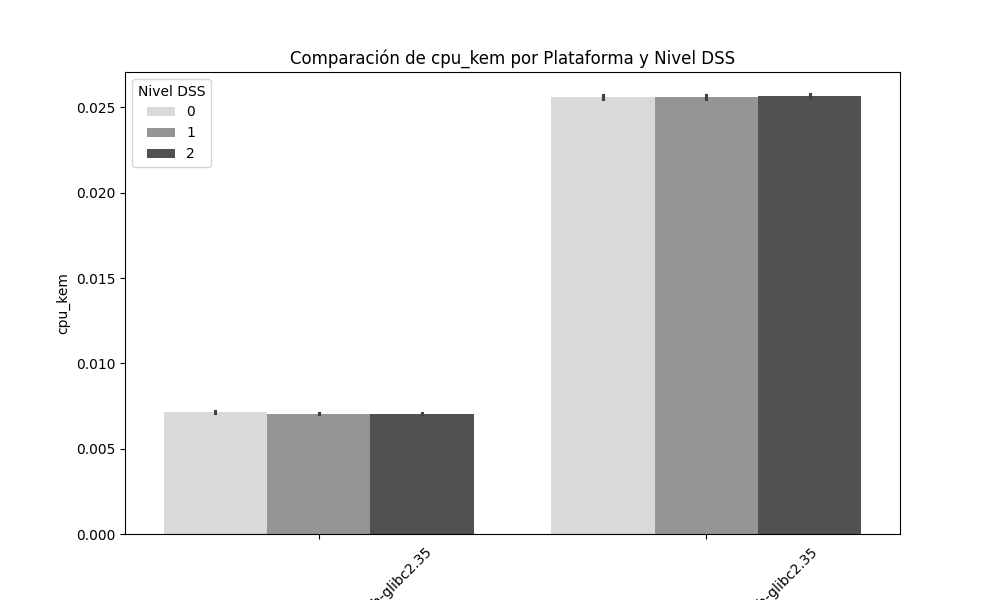 Comparación de cpu_kem por Plataforma y Nivel DSS
Nivel DSS
0
1
2
0.025
0.020
0.015
0.010
0.005
0.000
cpu_kem
-glibc2.35
-glibc2.35